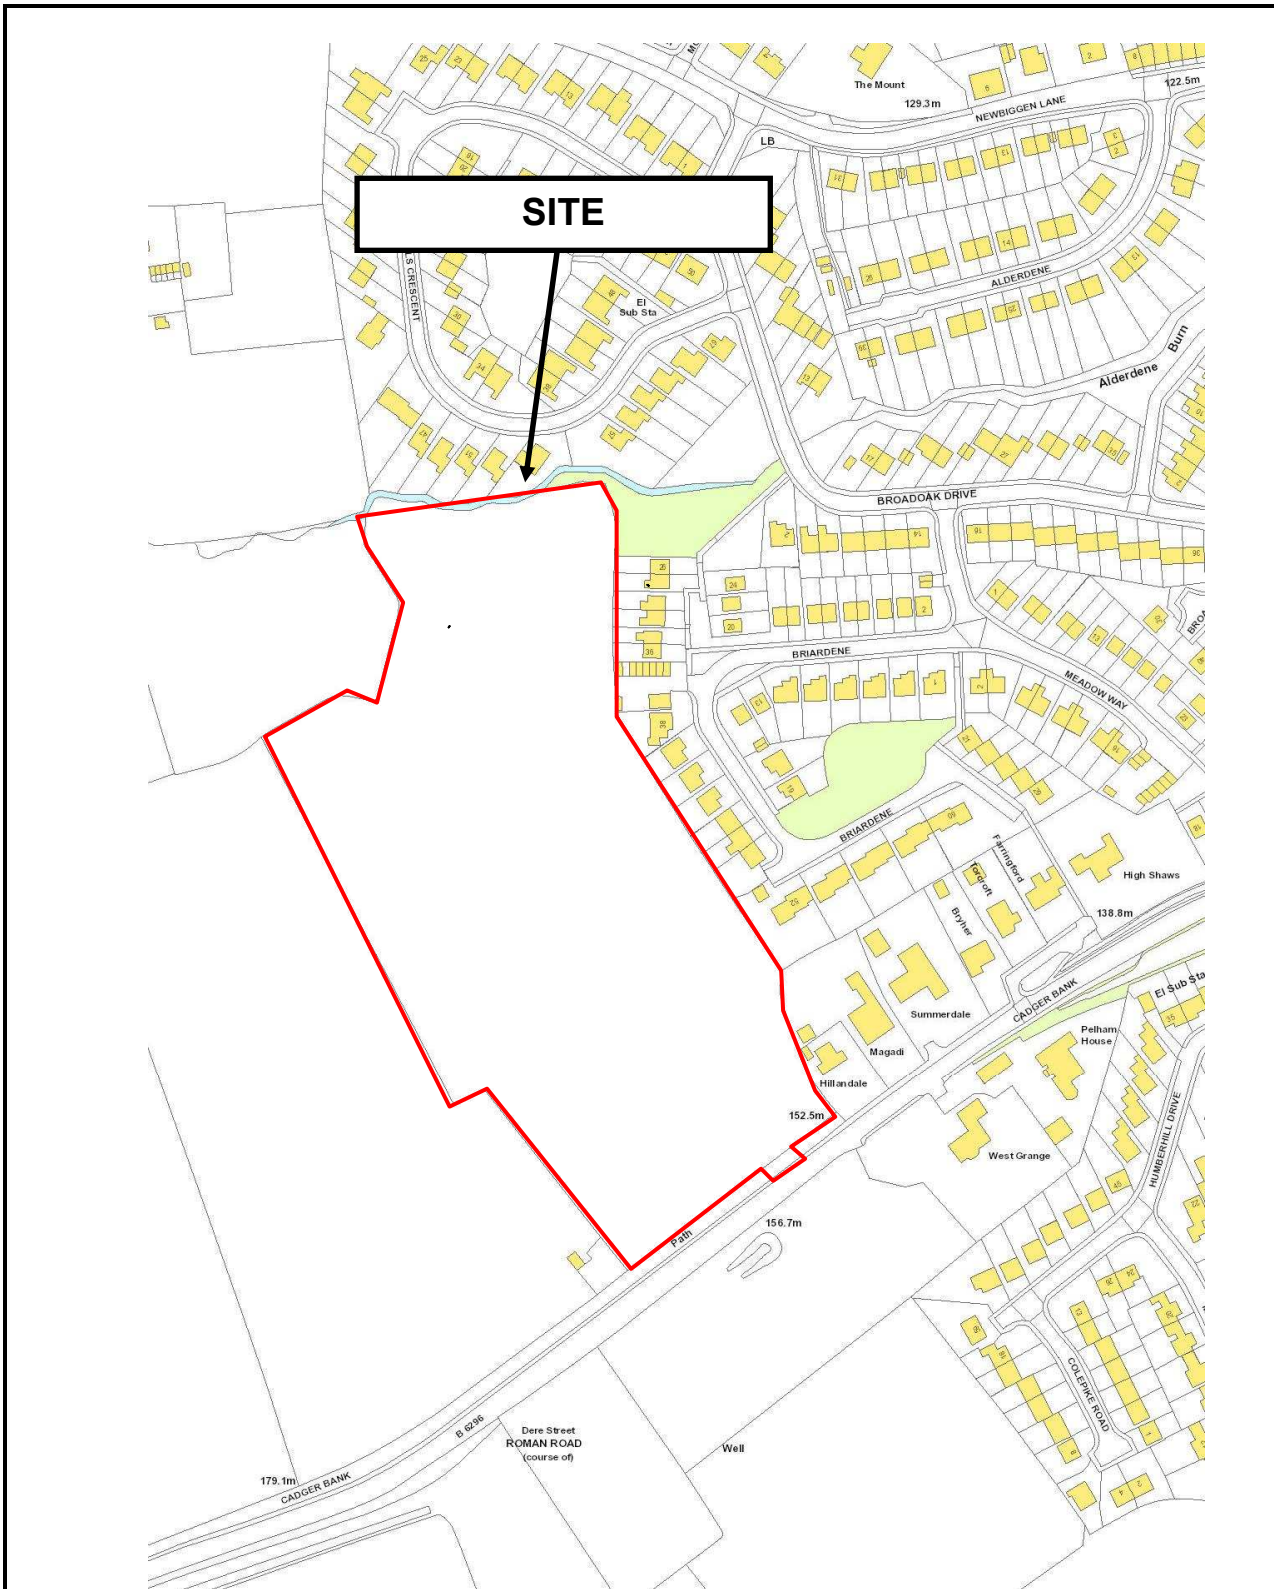 The Mount
129.3m
122.5m
NEWBIGGEN LANE
LB
SITE
LS CRESCENT
El
Sub Sta
ALDERDENE
Alderdene Burn
BROADOAK DRIVE
BRIARDENE
MEADOW WAY
BRIARDENE
Farringford
Torcroft
Bryher
High Shaws
138.8m
CADGER BANK
El Sub Sta
Summerdale
Pelham
House
Magadi
Hillandale
152.5m
West Grange
HUMBERHILL DRIVE
156.7m
Path
COLEPIKE ROAD
B 6296
Dere Street
ROMAN ROAD
(course of)
Well
179.1m
CADGER BANK